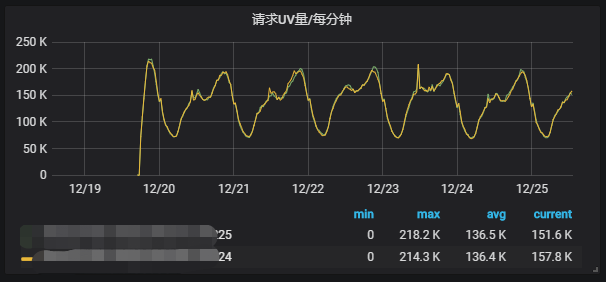 请求UV量/每分钟
250 K
200 K
150 K
100 K
50 K
0
12/19 12/20 12/21 12/22 12/23 12/24 12/25
min max avg current
25 0 218.2 K 136.5 K 151.6 K
24 0 214.3 K 136.4 K 157.8 K